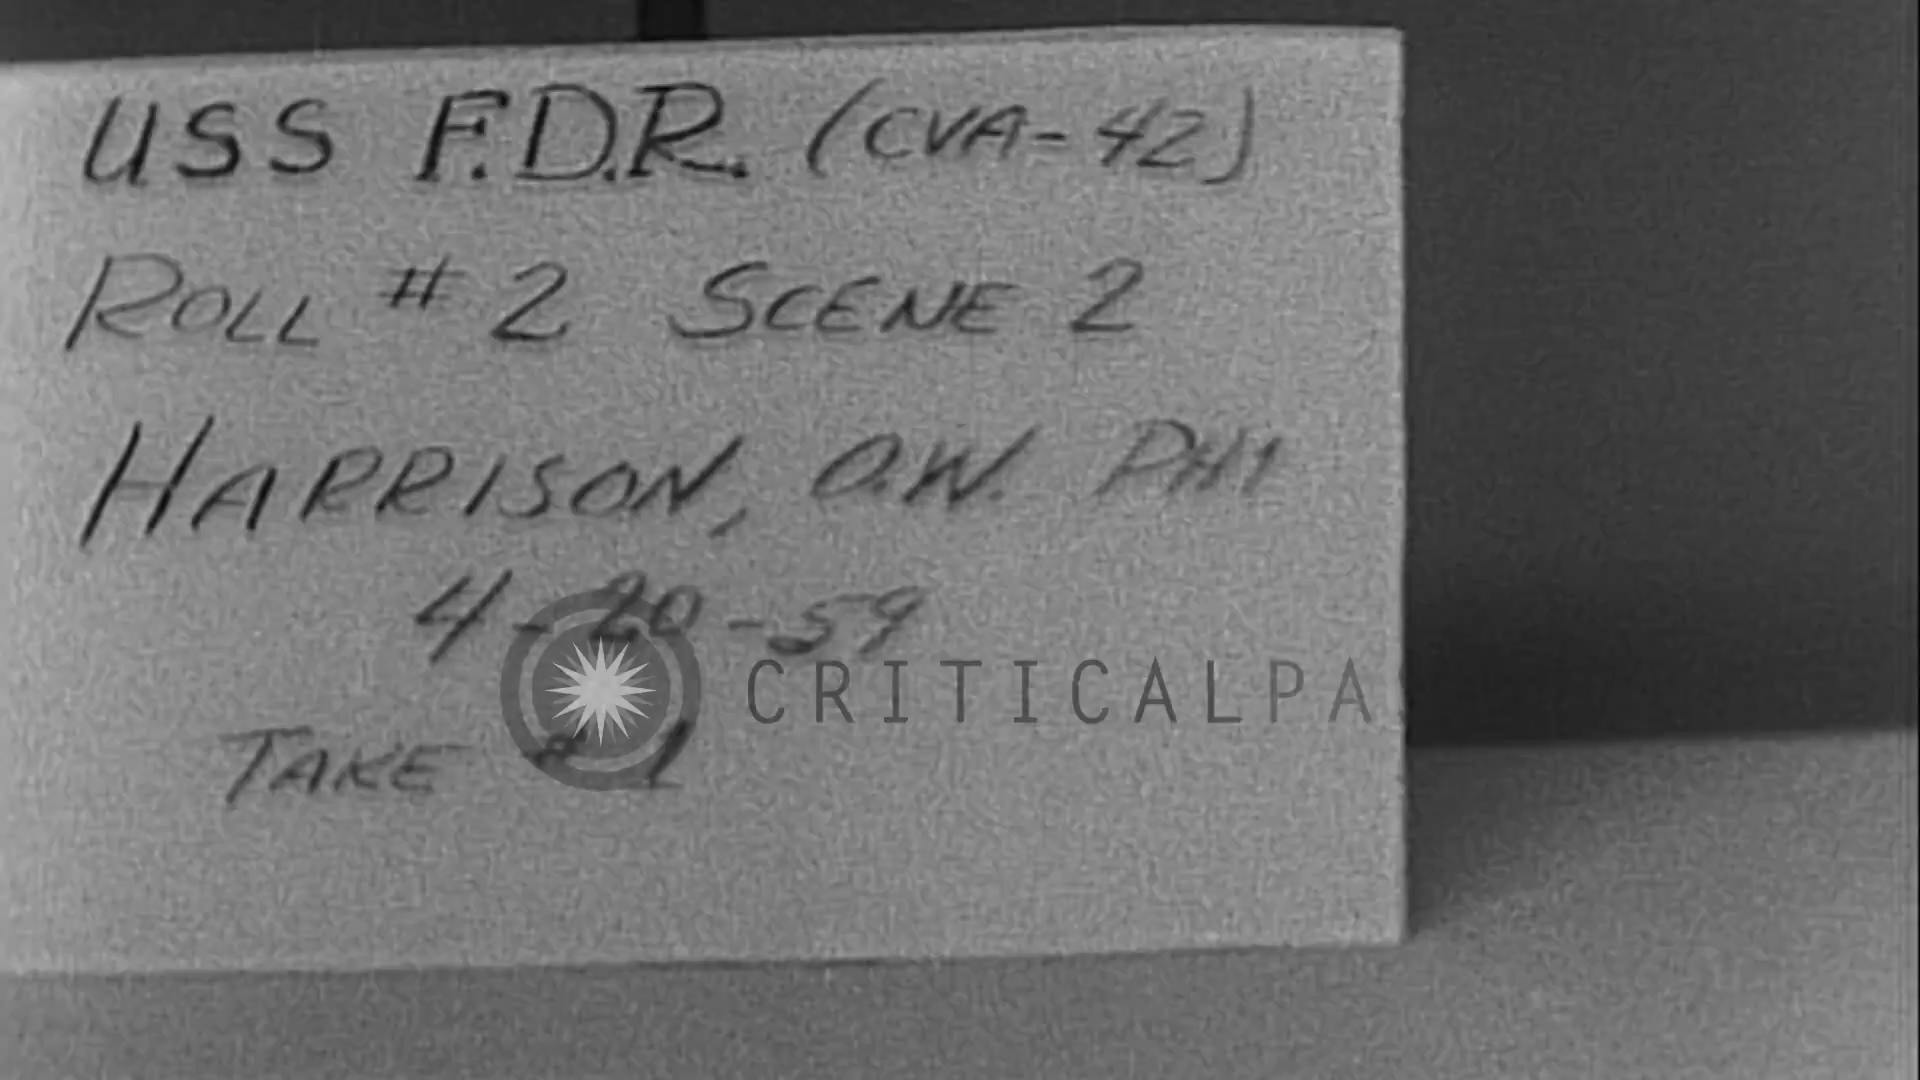 USS F.D.R. (CVA-42)
ROLL # 2 SCENE 2
HARRISON, O.W. PH1
4-20-59
CRITICALPA
TAKE # 1